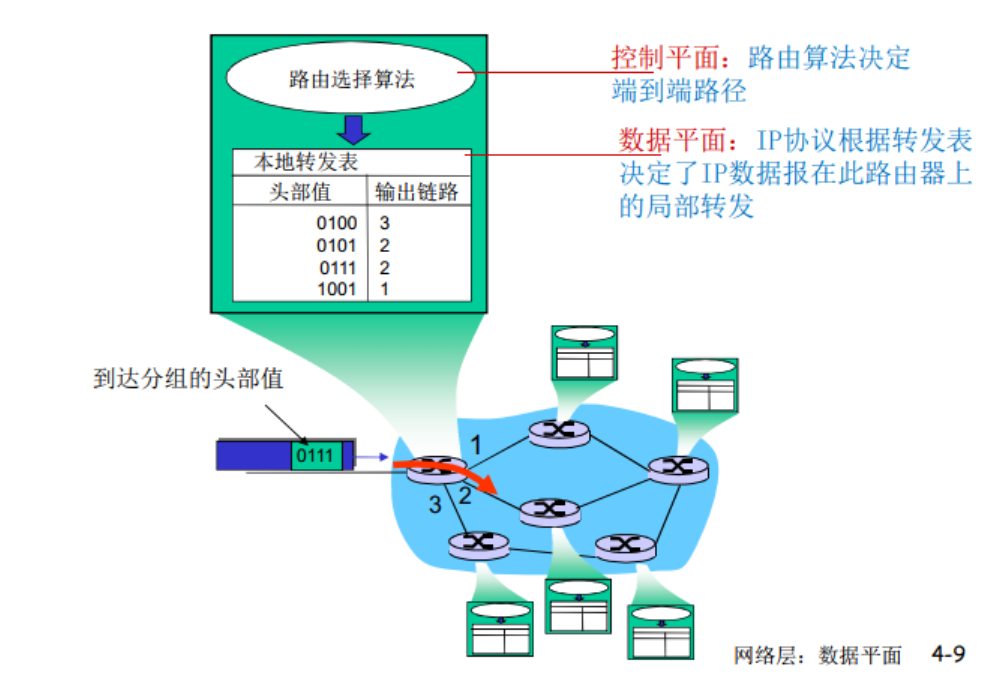 路由选择算法
控制平面：路由算法决定
端到端路径
数据平面：IP协议根据转发表
决定了IP数据报在此路由器上
的局部转发
本地转发表
头部值 输出链路
0100 3
0101 2
0111 2
1001 1
到达分组的头部值
0111
1
2
3
网络层：数据平面 4-9